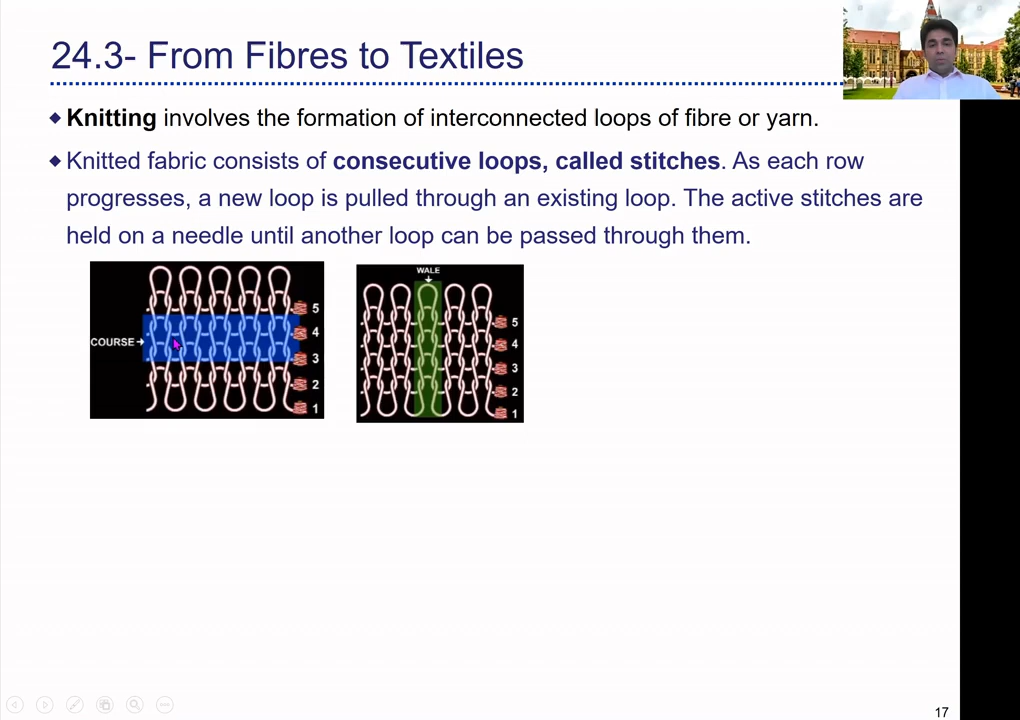 24.3- From Fibres to Textiles
Knitting involves the formation of interconnected loops of fibre or yarn.
Knitted fabric consists of consecutive loops, called stitches. As each row
progresses, a new loop is pulled through an existing loop. The active stitches are
held on a needle until another loop can be passed through them.
COURSE
5
4
3
2
1
WALE
5
4
3
2
1
17